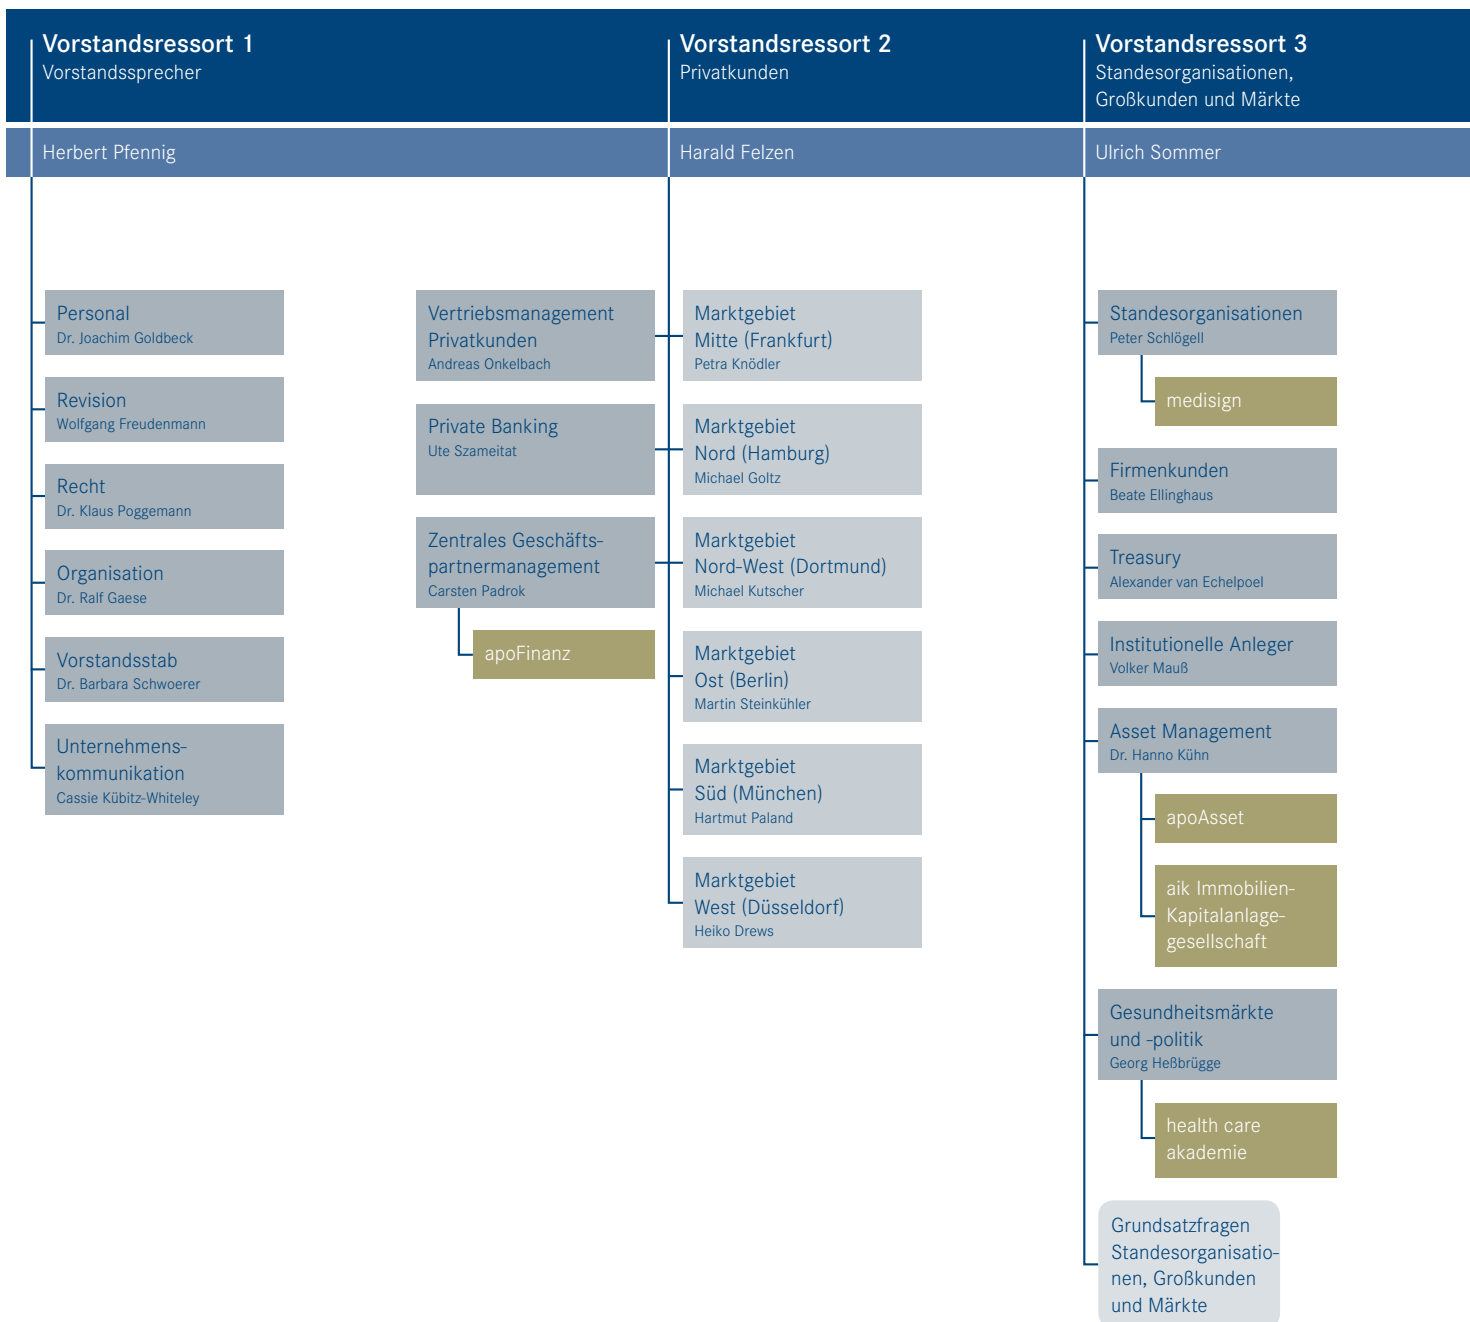 Vorstandsressort 1
Vorstandssprecher
Herbert Pfennig
Personal
Dr. Joachim Goldbeck
Revision
Wolfgang Freudenmann
Recht
Dr. Klaus Poggemann
Organisation
Dr. Ralf Gaese
Vorstandsstab
Dr. Barbara Schwoerer
Unternehmens-
kommunikation
Cassie Kübitz-Whiteley
Vorstandsressort 2
Privatkunden
Harald Felzen
Vertriebsmanagement
Privatkunden
Andreas Onkelbach
Private Banking
Ute Szameitat
Zentrales Geschäfts-
partnermanagement
Carsten Padrok
apoFinanz
Marktgebiet
Mitte (Frankfurt)
Petra Knödler
Marktgebiet
Nord (Hamburg)
Michael Goltz
Marktgebiet
Nord-West (Dortmund)
Michael Kutscher
Marktgebiet
Ost (Berlin)
Martin Steinkühler
Marktgebiet
Süd (München)
Hartmut Paland
Marktgebiet
West (Düsseldorf)
Heiko Drews
Vorstandsressort 3
Standesorganisationen,
Großkunden und Märkte
Ulrich Sommer
Standesorganisationen
Peter Schlögell
medisign
Firmenkunden
Beate Ellinghaus
Treasury
Alexander van Echelpoel
Institutionelle Anleger
Volker Mauß
Asset Management
Dr. Hanno Kühn
apoAsset
aik Immobilien-
Kapitalanlage-
gesellschaft
Gesundheitsmärkte
und -politik
Georg Heßbrügge
health care
akademie
Grundsatzfragen
Standesorganisatio-
nen, Großkunden
und Märkte